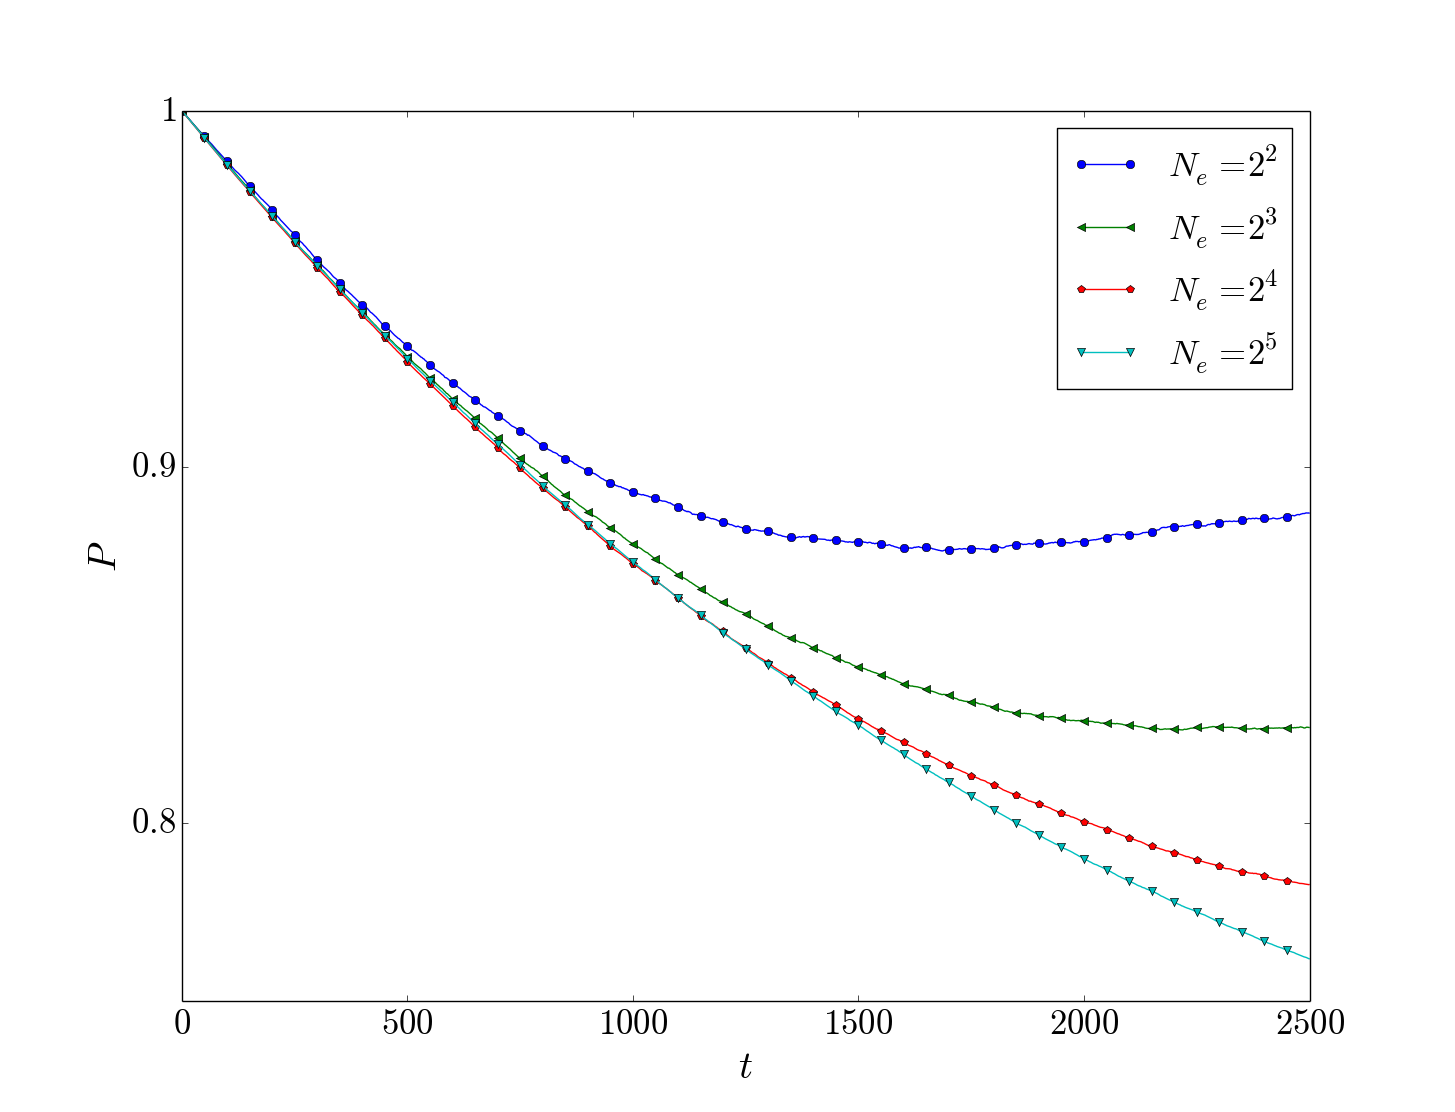 1
0.9
0.8
P
0 500 1000 1500 2000 2500
t
N_e = 2^2
N_e = 2^3
N_e = 2^4
N_e = 2^5